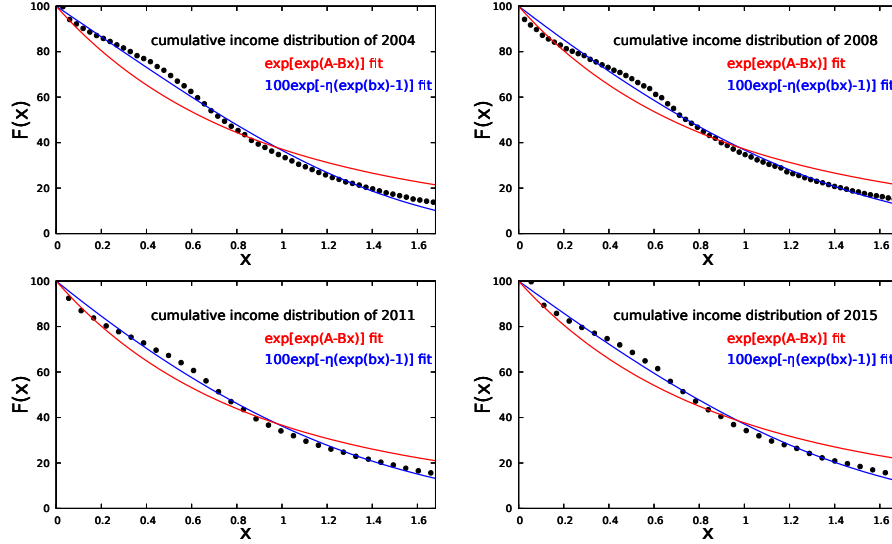 100
80
60
40
20
0
F(x)
cumulative income distribution of 2004
exp[exp(A-Bx)] fit
100exp[-η(exp(bx)-1)] fit
0 0.2 0.4 0.6 0.8 1 1.2 1.4 1.6
x
100
80
60
40
20
0
F(x)
cumulative income distribution of 2008
exp[exp(A-Bx)] fit
100exp[-η(exp(bx)-1)] fit
0 0.2 0.4 0.6 0.8 1 1.2 1.4 1.6
x
100
80
60
40
20
0
F(x)
cumulative income distribution of 2011
exp[exp(A-Bx)] fit
100exp[-η(exp(bx)-1)] fit
0 0.2 0.4 0.6 0.8 1 1.2 1.4 1.6
x
100
80
60
40
20
0
F(x)
cumulative income distribution of 2015
exp[exp(A-Bx)] fit
100exp[-η(exp(bx)-1)] fit
0 0.2 0.4 0.6 0.8 1 1.2 1.4 1.6
x